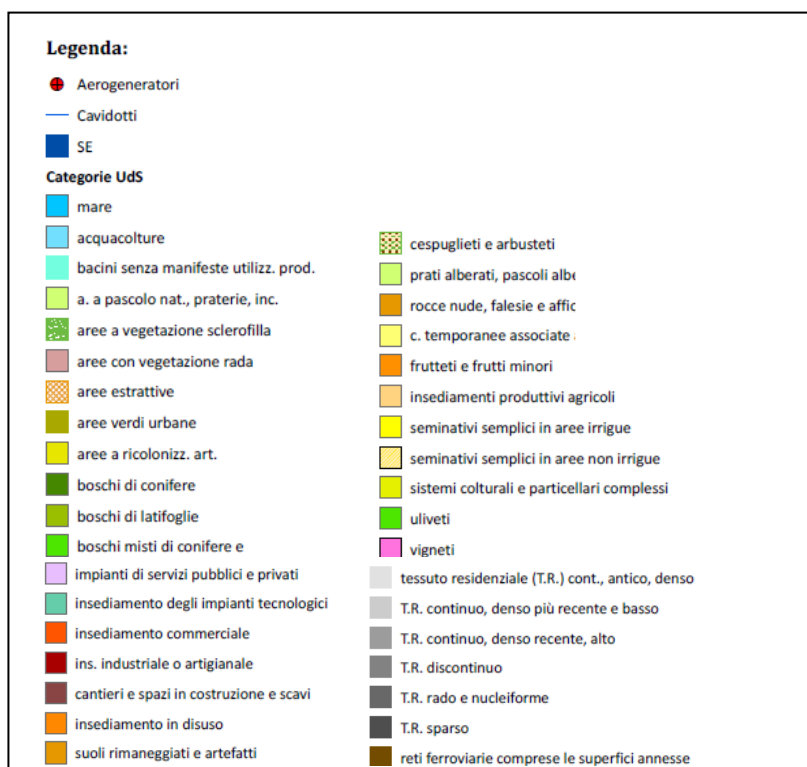 Legenda:
Aerogeneratori
Cavidotti
SE
Categorie UdS
mare
acquacolture
bacini senza manifeste utilizz. prod.
a. a pascolo nat., praterie, inc.
aree a vegetazione sclerofilla
aree con vegetazione rada
aree estrattive
aree verdi urbane
aree a ricolonizz. art.
boschi di conifere
boschi di latifoglie
boschi misti di conifere e
impianti di servizi pubblici e privati
insediamento degli impianti tecnologici
insediamento commerciale
ins. industriale o artigianale
cantieri e spazi in costruzione e scavi
insediamento in disuso
suoli rimaneggiati e artefatti
cespuglieti e arbusteti
prati alberati, pascoli albe
rocce nude, falesie e affio
c. temporanee associate
frutteti e frutti minori
insediamenti produttivi agricoli
seminativi semplici in aree irrigue
seminativi semplici in aree non irrigue
sistemi colturali e particellari complessi
uliveti
vigneti
tessuto residenziale (T.R.) cont., antico, denso
T.R. continuo, denso più recente e basso
T.R. continuo, denso recente, alto
T.R. discontinuo
T.R. rado e nucleiforme
T.R. sparso
reti ferroviarie comprese le superfici annesse